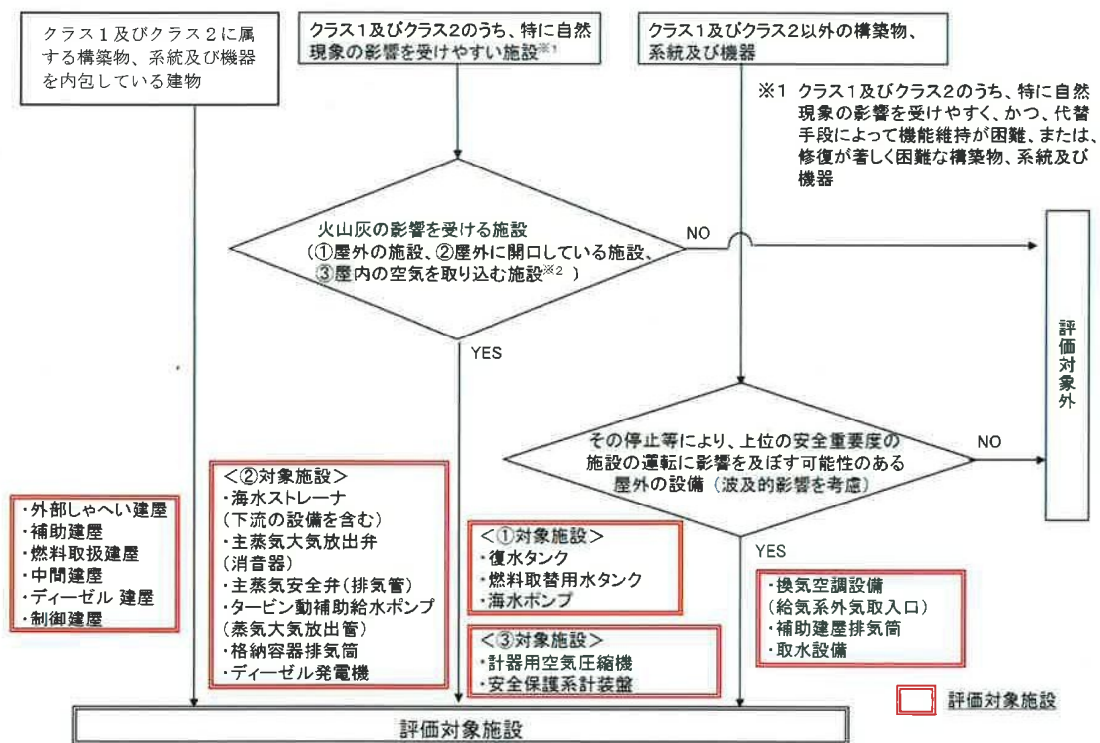 クラス1及びクラス2に属
する構築物、系統及び機器
を内包している建物
クラス1及びクラス2のうち、特に自然
現象の影響を受けやすい施設※1
クラス1及びクラス2以外の構築物、
系統及び機器
※1 クラス1及びクラス2のうち、特に自然
現象の影響を受けやすく、かつ、代替
手段によって機能維持が困難、または、
修復が著しく困難な構築物、系統及び
機器
火山灰の影響を受ける施設
(①屋外の施設、②屋外に開口している施設、
③屋内の空気を取り込む施設※2 )
NO
YES
評価対象外
その停止等により、上位の安全重要度の
施設の運転に影響を及ぼす可能性のある
屋外の設備(波及的影響を考慮)
NO
YES
・外部しゃへい建屋
・補助建屋
・燃料取扱建屋
・中間建屋
・ディーゼル 建屋
・制御建屋
<②対象施設>
・海水ストレーナ
(下流の設備を含む)
・主蒸気大気放出弁
(消音器)
・主蒸気安全弁(排気管)
・タービン動補助給水ポンプ
(蒸気大気放出管)
・格納容器排気筒
・ディーゼル発電機
<①対象施設>
・復水タンク
・燃料取替用水タンク
・海水ポンプ
<③対象施設>
・計器用空気圧縮機
・安全保護系計装盤
・換気空調設備
(給気系外気取入口)
・補助建屋排気筒
・取水設備
評価対象施設
評価対象施設